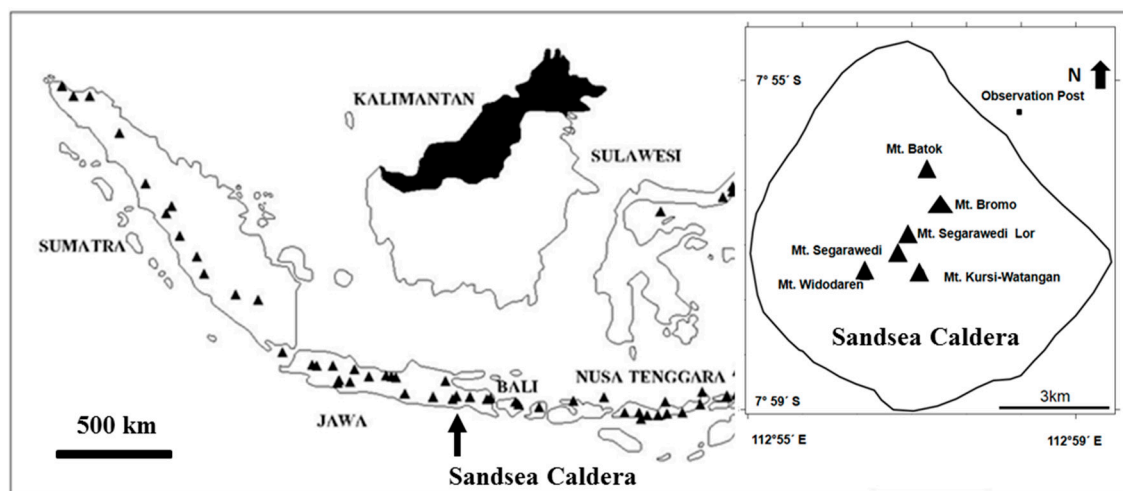 KALIMANTAN
SULAWESI
SUMATRA
BALI
NUSA TENGGARA
JAWA
500 km
Sandsea Caldera
7° 55´ S
N
Observation Post
Mt. Batok
Mt. Bromo
Mt. Segarawedi Lor
Mt. Segarawedi
Mt. Widodaren
Mt. Kursi-Watangan
Sandsea Caldera
3km
7° 59´ S
112° 55´ E
112° 59´ E